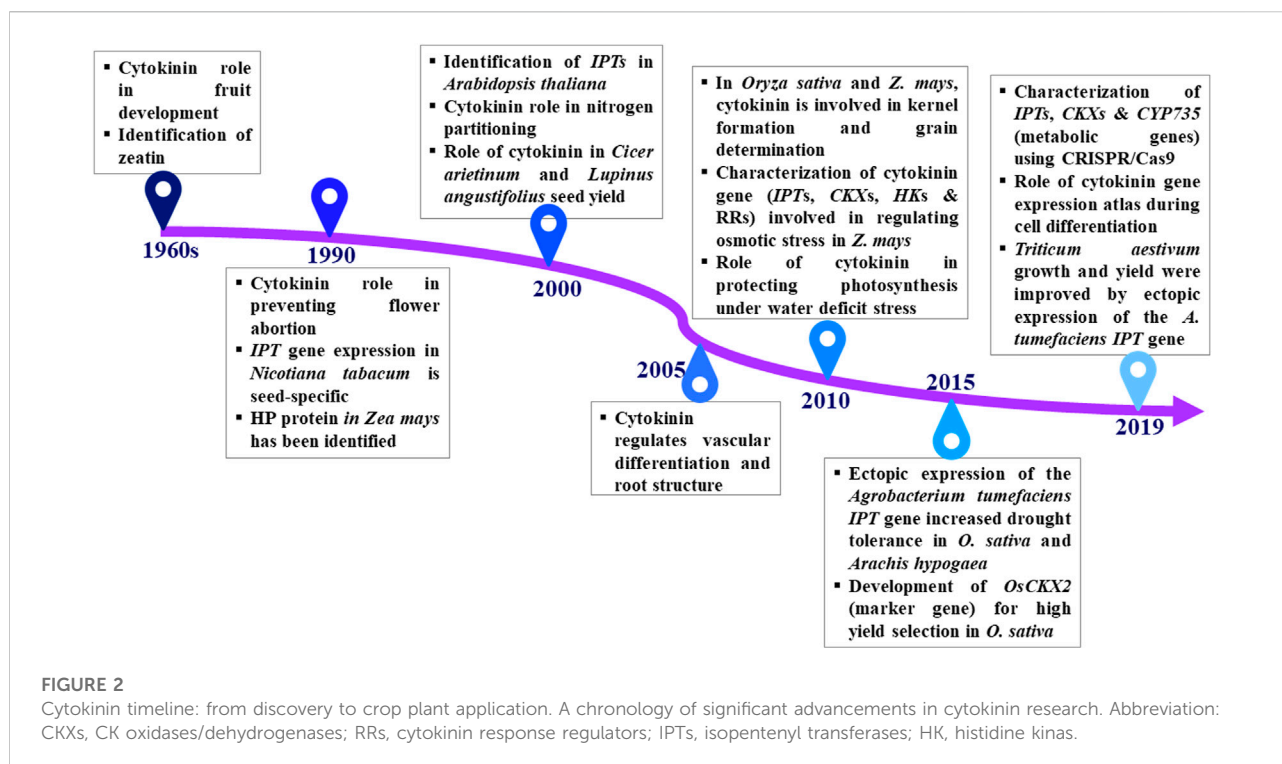 ▪ Cytokinin role
in fruit
development
▪ Identification of
zeatin
1960s
1990
▪ Cytokinin role in
preventing flower
abortion
▪ IPT gene expression in
Nicotiana tabacum is
seed-specific
▪ HP protein in Zea mays
has been identified
▪ Identification of IPTs in
Arabidopsis thaliana
▪ Cytokinin role in nitrogen
partitioning
▪ Role of cytokinin in Cicer
arietinum and Lupinus
angustifolius seed yield
2000
2005
▪ Cytokinin
regulates vascular
differentiation and
root structure
▪ In Oryza sativa and Z. mays,
cytokinin is involved in kernel
formation and grain
determination
▪ Characterization of cytokinin
gene (IPTs, CKXs, HKs &
RRs) involved in regulating
osmotic stress in Z. mays
▪ Role of cytokinin in
protecting photosynthesis
under water deficit stress
2010
2015
▪ Ectopic expression of the
Agrobacterium tumefaciens
IPT gene increased drought
tolerance in O. sativa and
Arachis hypogaea
▪ Development of OsCKX2
(marker gene) for high
yield selection in O. sativa
▪ Characterization of
IPTs, CKXs & CYP735
(metabolic genes)
using CRISPR/Cas9
▪ Role of cytokinin gene
expression atlas during
cell differentiation
▪ Triticum aestivum
growth and yield were
improved by ectopic
expression of the A.
tumefaciens IPT gene
2019
FIGURE 2
Cytokinin timeline: from discovery to crop plant application. A chronology of significant advancements in cytokinin research. Abbreviation:
CKXs, CK oxidases/dehydrogenases; RRs, cytokinin response regulators; IPTs, isopentenyl transferases; HK, histidine kinas.